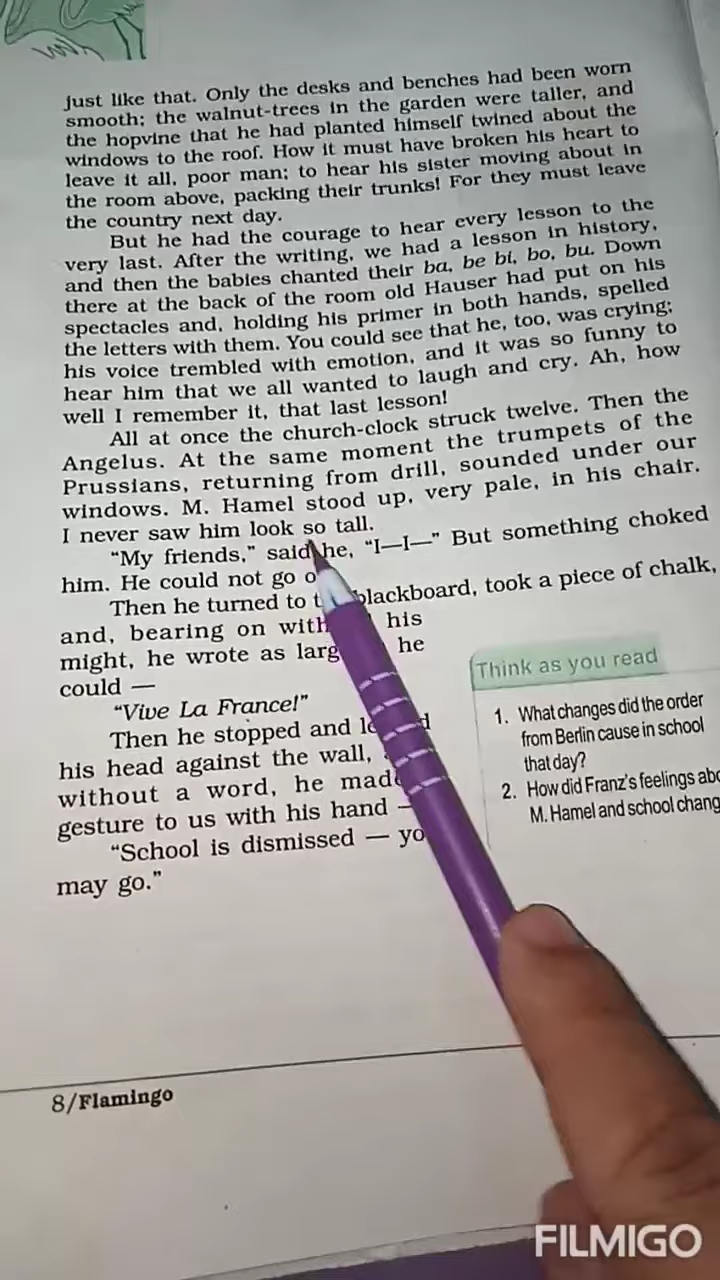 just like that. Only the desks and benches had been worn
smooth; the walnut-trees in the garden were taller, and
the hopvine that he had planted himself twined about the
windows to the roof. How it must have broken his heart to
leave it all, poor man; to hear his sister moving about in
the room above, packing their trunks! For they must leave
the country next day.
But he had the courage to hear every lesson to the
very last. After the writing, we had a lesson in history,
and then the babies chanted their ba, be bi, bo, bu. Down
there at the back of the room old Hauser had put on his
spectacles and, holding his primer in both hands, spelled
the letters with them. You could see that he, too, was crying;
his voice trembled with emotion, and it was so funny to
hear him that we all wanted to laugh and cry. Ah, how
well I remember it, that last lesson!
All at once the church-clock struck twelve. Then the
Angelus. At the same moment the trumpets of the
Prussians, returning from drill, sounded under our
windows. M. Hamel stood up, very pale, in his chair.
I never saw him look so tall.
“My friends,” said he, “I—I—” But something choked
him. He could not go
Then he turned to blackboard, took a piece of chalk,
and, bearing on with his
might, he wrote as he
could —
“Vive La France!”
Then he stopped and
his head against the wall,
without a word, he made
gesture to us with his hand —
“School is dismissed —
may go.”
Think as you read
1. What changes did the order
from Berlin cause in school
that day?
2. How did Franz's feelings
M. Hamel and school
8/Flamingo
FILMIGO